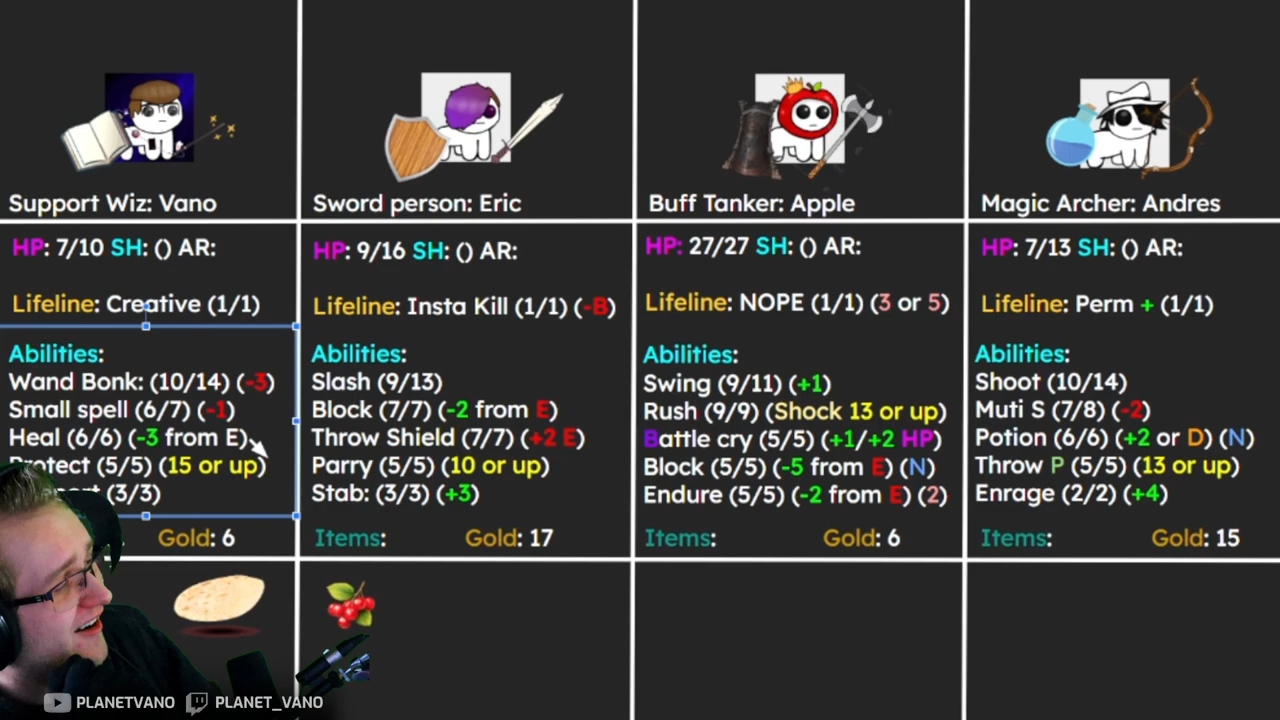 Support Wiz: Vano
HP: 7/10 SH: () AR:
Lifeline: Creative (1/1)
Abilities:
Wand Bonk: (10/14) (-3)
Small spell (6/7) (-1)
Heal (6/6) (-3 from E)
Protect (5/5) (15 or up)
(3/3)
Gold: 6
Sword person: Eric
HP: 9/16 SH: () AR:
Lifeline: Insta Kill (1/1) (-B)
Abilities:
Slash (9/13)
Block (7/7) (-2 from E)
Throw Shield (7/7) (+2 E)
Parry (5/5) (10 or up)
Stab: (3/3) (+3)
Items: Gold: 17
Buff Tanker: Apple
HP: 27/27 SH: () AR:
Lifeline: NOPE (1/1) (3 or 5)
Abilities:
Swing (9/11) (+1)
Rush (9/9) (Shock 13 or up)
Battle cry (5/5) (+1/+2 HP)
Block (5/5) (-5 from E) (N)
Endure (5/5) (-2 from E) (2)
Items: Gold: 6
Magic Archer: Andres
HP: 7/13 SH: () AR:
Lifeline: Perm + (1/1)
Abilities:
Shoot (10/14)
Muti S (7/8) (-2)
Potion (6/6) (+2 or D) (N)
Throw P (5/5) (13 or up)
Enrage (2/2) (+4)
Items: Gold: 15
PLANETVANO PLANET_VANO